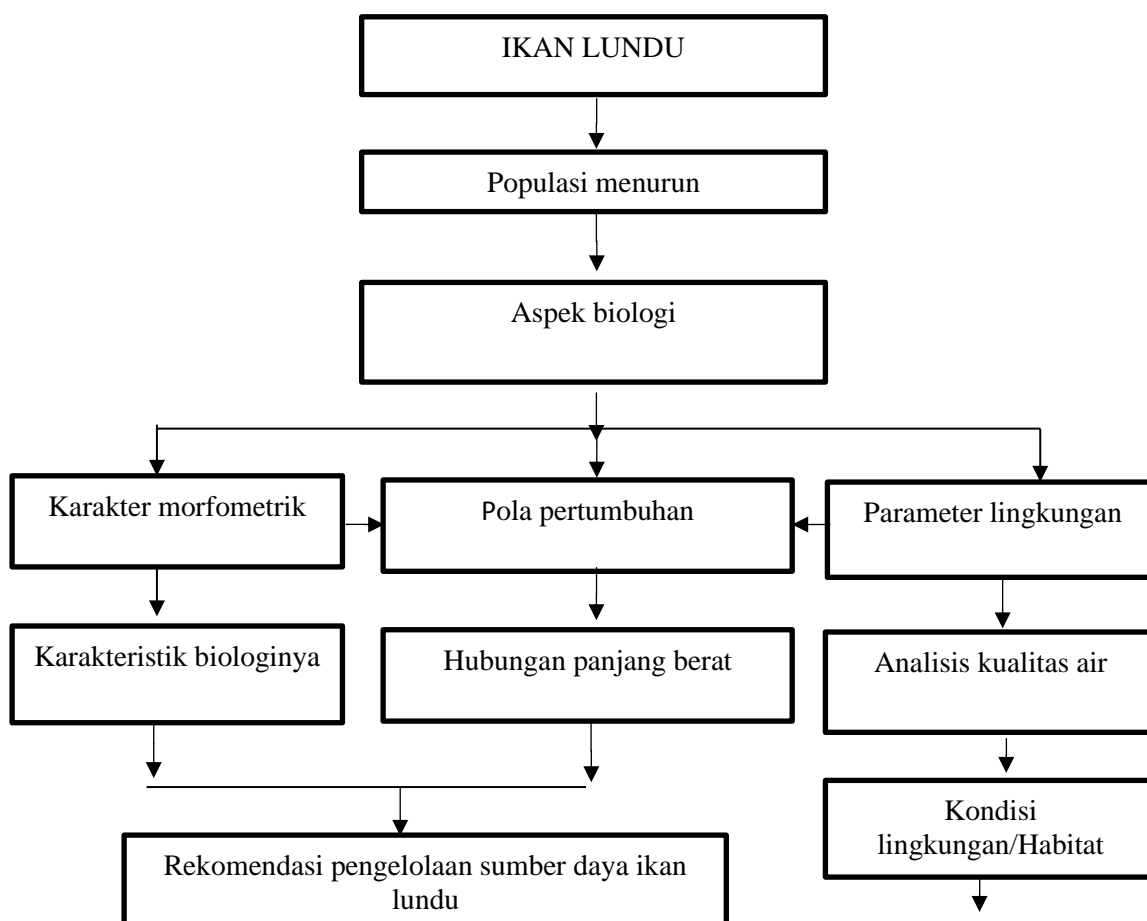 IKAN LUNDU
Populasi menurun
Aspek biologi
Karakter morfometrik
Pola pertumbuhan
Parameter lingkungan
Karakteristik biologinya
Hubungan panjang berat
Analisis kualitas air
Kondisi
lingkungan/Habitat
Rekomendasi pengelolaan sumber daya ikan
lundu